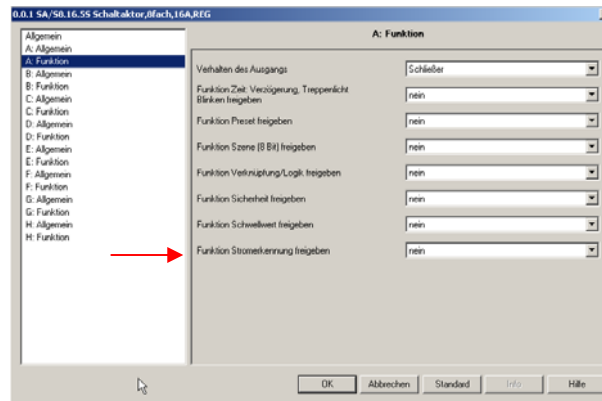 0.0.1 SA/S8.16.5S Schaltaktor,8fach,16A,REG
Allgemein
A: Allgemein
A: Funktion
B: Allgemein
B: Funktion
C: Allgemein
C: Funktion
D: Allgemein
D: Funktion
E: Allgemein
E: Funktion
F: Allgemein
F: Funktion
G: Allgemein
G: Funktion
H: Allgemein
H: Funktion
A: Funktion
Verhalten des Ausgangs
Schließer
Funktion Zeit: Verzögerung, Treppenlicht
Blinken freigeben
nein
Funktion Preset freigeben
nein
Funktion Szene (8 Bit) freigeben
nein
Funktion Verknüpfung/Logik freigeben
nein
Funktion Sicherheit freigeben
nein
Funktion Schwellwert freigeben
nein
Funktion Stromerkennung freigeben
nein
OK
Abbrechen
Standard
Info
Hilfe